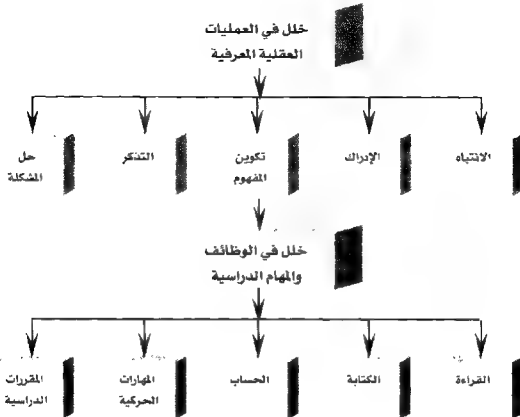 خلل في العمليات
العقلية المعرفية
الانتباه
الإدراك
تكوين
المفهوم
التذكر
حل
المشكلة
خلل في الوظائف
والمهام الدراسية
القراءة
الكتابة
الحساب
المهارات
الحركية
المقررات
الدراسية